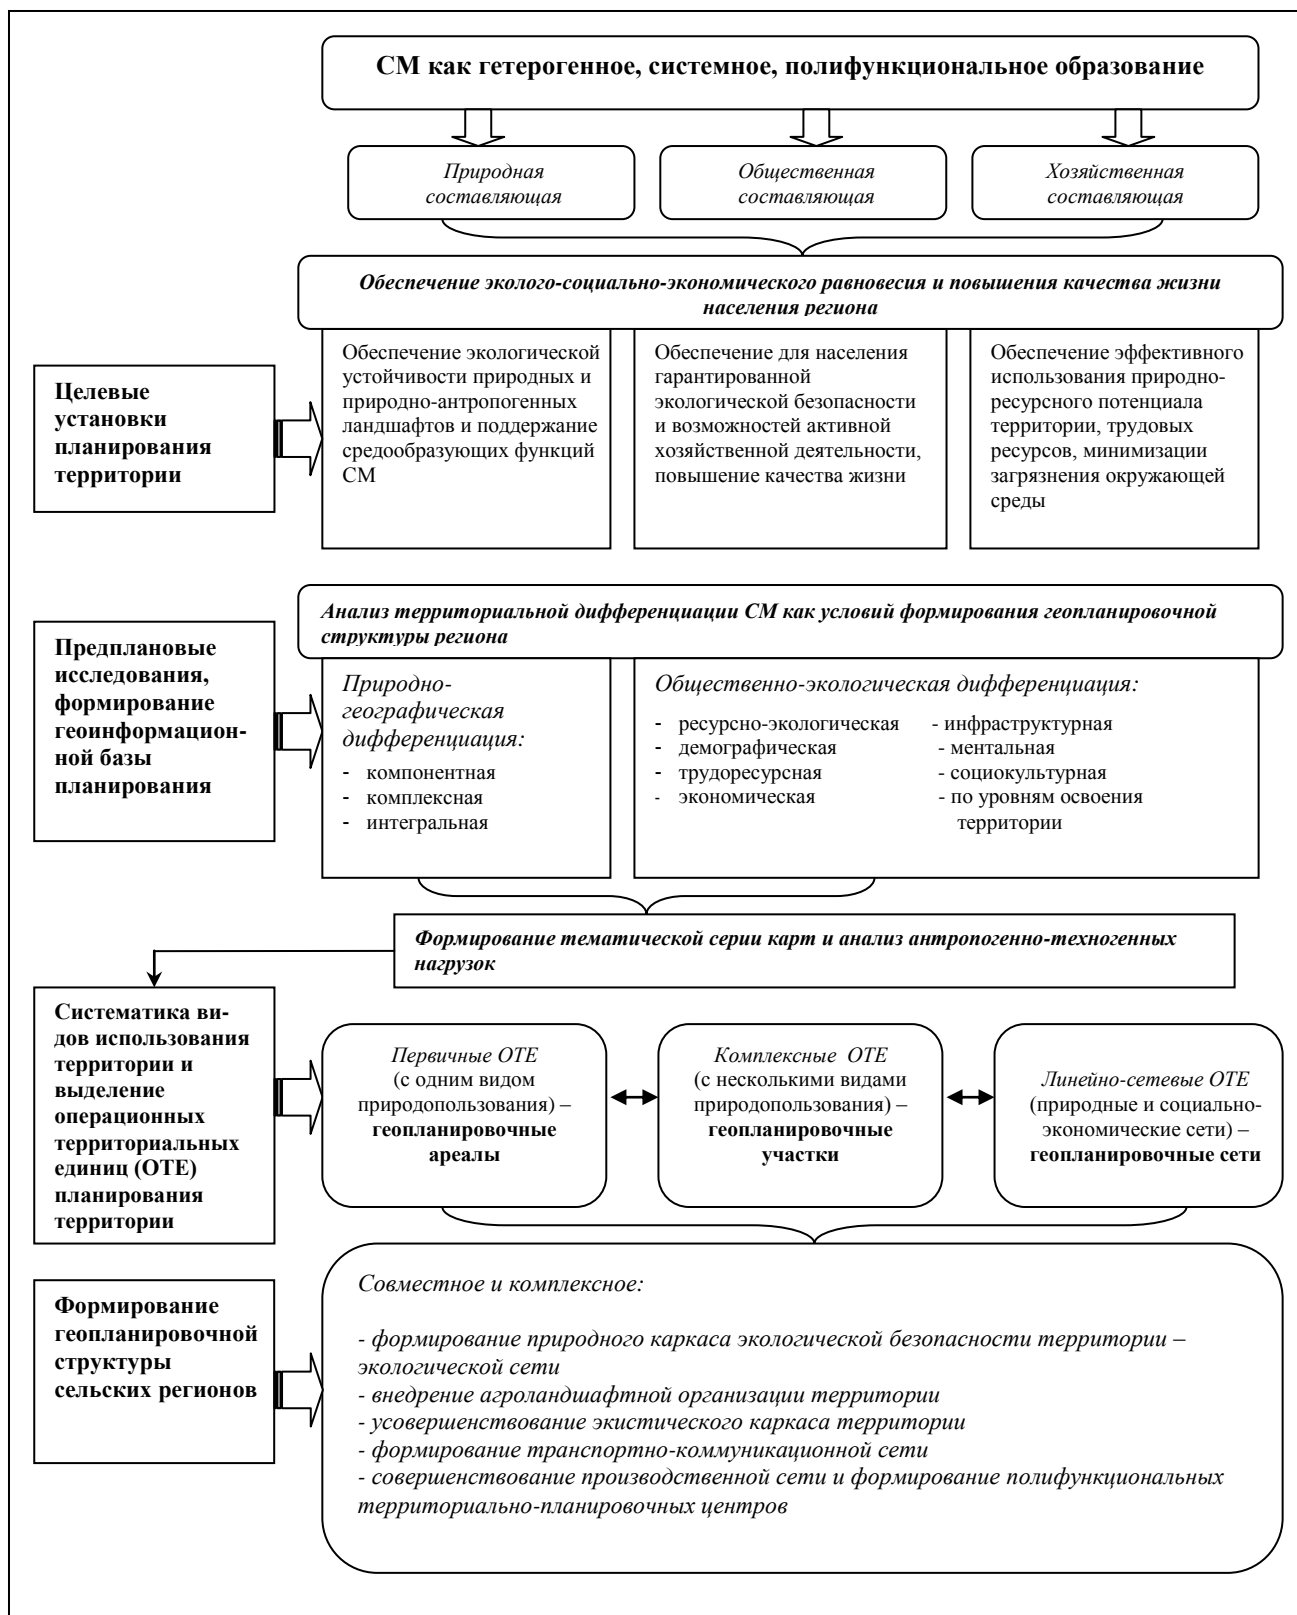 СМ как гетерогенное, системное, полифункциональное образование
Природная
составляющая
Общественная
составляющая
Хозяйственная
составляющая
Обеспечение эколого-социально-экономического равновесия и повышения качества жизни
населения региона
Целевые
установки
планирования
территории
Обеспечение экологической
устойчивости природных и
природно-антропогенных
ландшафтов и поддержание
средообразующих функций
СМ
Обеспечение для населения
гарантированной
экологической безопасности
и возможностей активной
хозяйственной деятельности,
повышение качества жизни
Обеспечение эффективного
использования природно-
ресурсного потенциала
территории, трудовых
ресурсов, минимизации
загрязнения окружающей
среды
Анализ территориальной дифференциации СМ как условий формирования геопланировочной
структуры региона
Предплановые
исследования,
формирование
геоинформацион-
ной базы
планирования
Природно-
географическая
дифференциация:
- компонентная
- комплексная
- интегральная
Общественно-экологическая дифференциация:
- ресурсно-экологическая
- демографическая
- трудоресурсная
- экономическая
- инфраструктурная
- ментальная
- социокультурная
- по уровням освоения
территории
Формирование тематической серии карт и анализ антропогенно-техногенных
нагрузок
Систематика ви-
дов использования
территории и
выделение
операционных
территориальных
единиц (ОТЕ)
планирования
территории
Первичные ОТЕ
(с одним видом
природопользования) –
геопланировочные
ареалы
Комплексные ОТЕ
(с несколькими видами
природопользования) –
геопланировочные
участки
Линейно-сетевые ОТЕ
(природные и социально-
экономические сети) –
геопланировочные сети
Формирование
геопланировочной
структуры
сельских регионов
Совместное и комплексное:
- формирование природного каркаса экологической безопасности территории –
экологической сети
- внедрение агроландшафтной организации территории
- усовершенствование экистического каркаса территории
- формирование транспортно-коммуникационной сети
- совершенствование производственной сети и формирование полифункциональных
территориально-планировочных центров